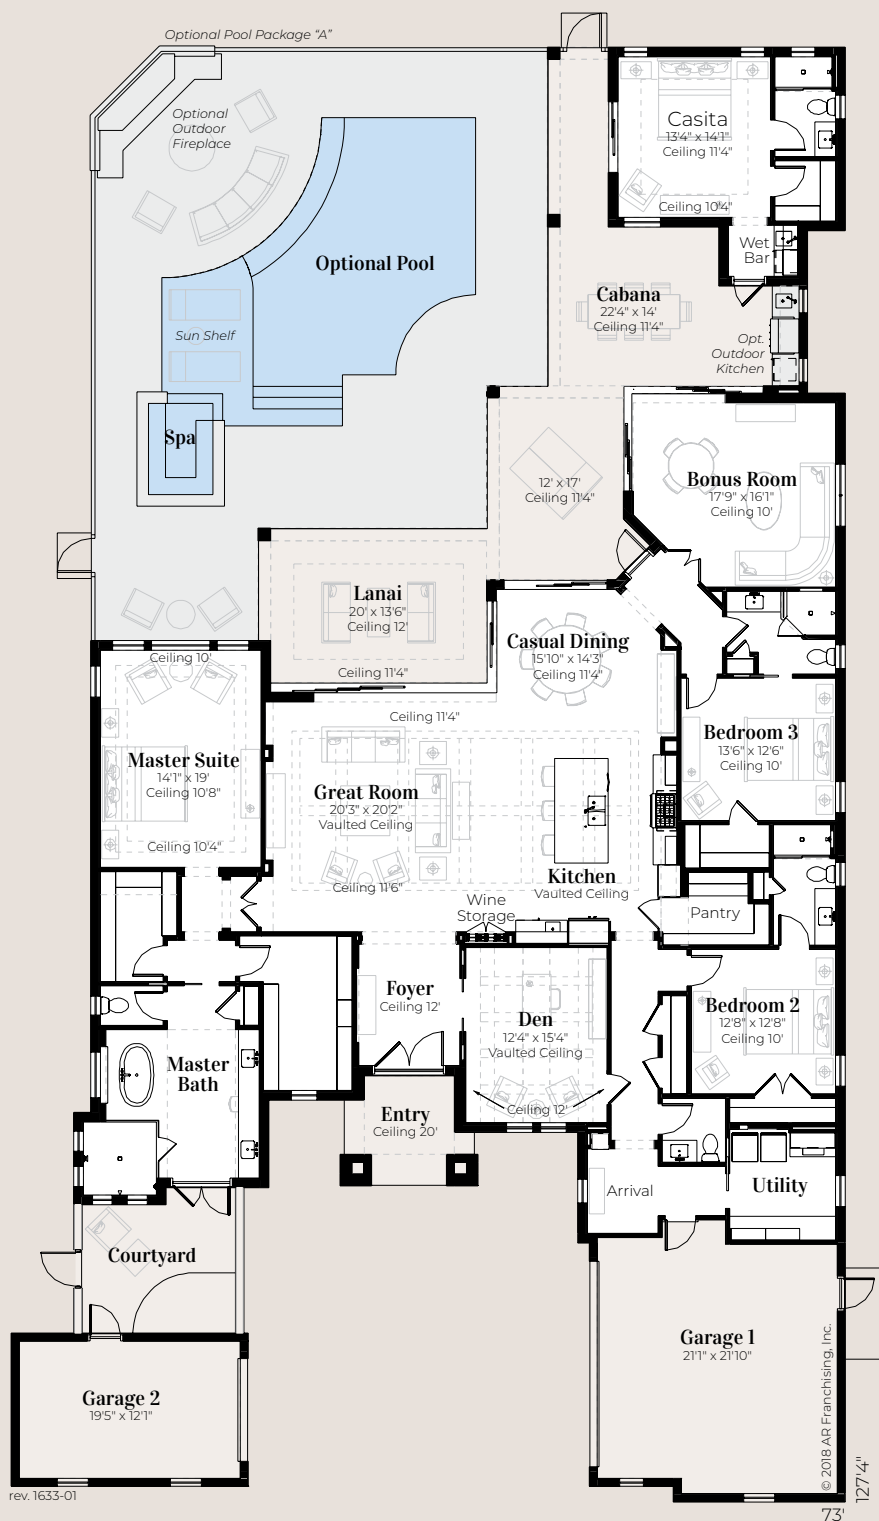 Optional Pool Package “A”
Optional
Outdoor
Fireplace
Casita
13'4" x 14'1"
Ceiling 11'4"
Ceiling 10'4"
Wet
Bar
Optional Pool
Cabana
22'4" x 14'
Ceiling 11'4"
Sun Shelf
Opt.
Outdoor
Kitchen
Spa
12' x 17'
Ceiling 11'4"
Bonus Room
17'9" x 16'1"
Ceiling 10'
Lanai
20' x 13'6"
Ceiling 12'
Ceiling 11'4"
Casual Dining
15'10" x 14'3"
Ceiling 11'4"
Ceiling 10'
Ceiling 11'4"
Master Suite
14'1" x 19'
Ceiling 10'8"
Ceiling 10'4"
Great Room
20'3" x 20'2"
Vaulted Ceiling
Ceiling 11'6"
Bedroom 3
13'6" x 12'6"
Ceiling 10'
Kitchen
Vaulted Ceiling
Wine
Storage
Pantry
Foyer
Ceiling 12'
Den
12'4" x 15'4"
Vaulted Ceiling
Ceiling 12'
Bedroom 2
12'8" x 12'8"
Ceiling 10'
Master
Bath
Entry
Ceiling 20'
Arrival
Utility
Courtyard
Garage 1
21'1" x 21'10"
Garage 2
19'5" x 12'1"
© 2018 AR Franchising, Inc.
127'4"
rev. 1633-01
73'